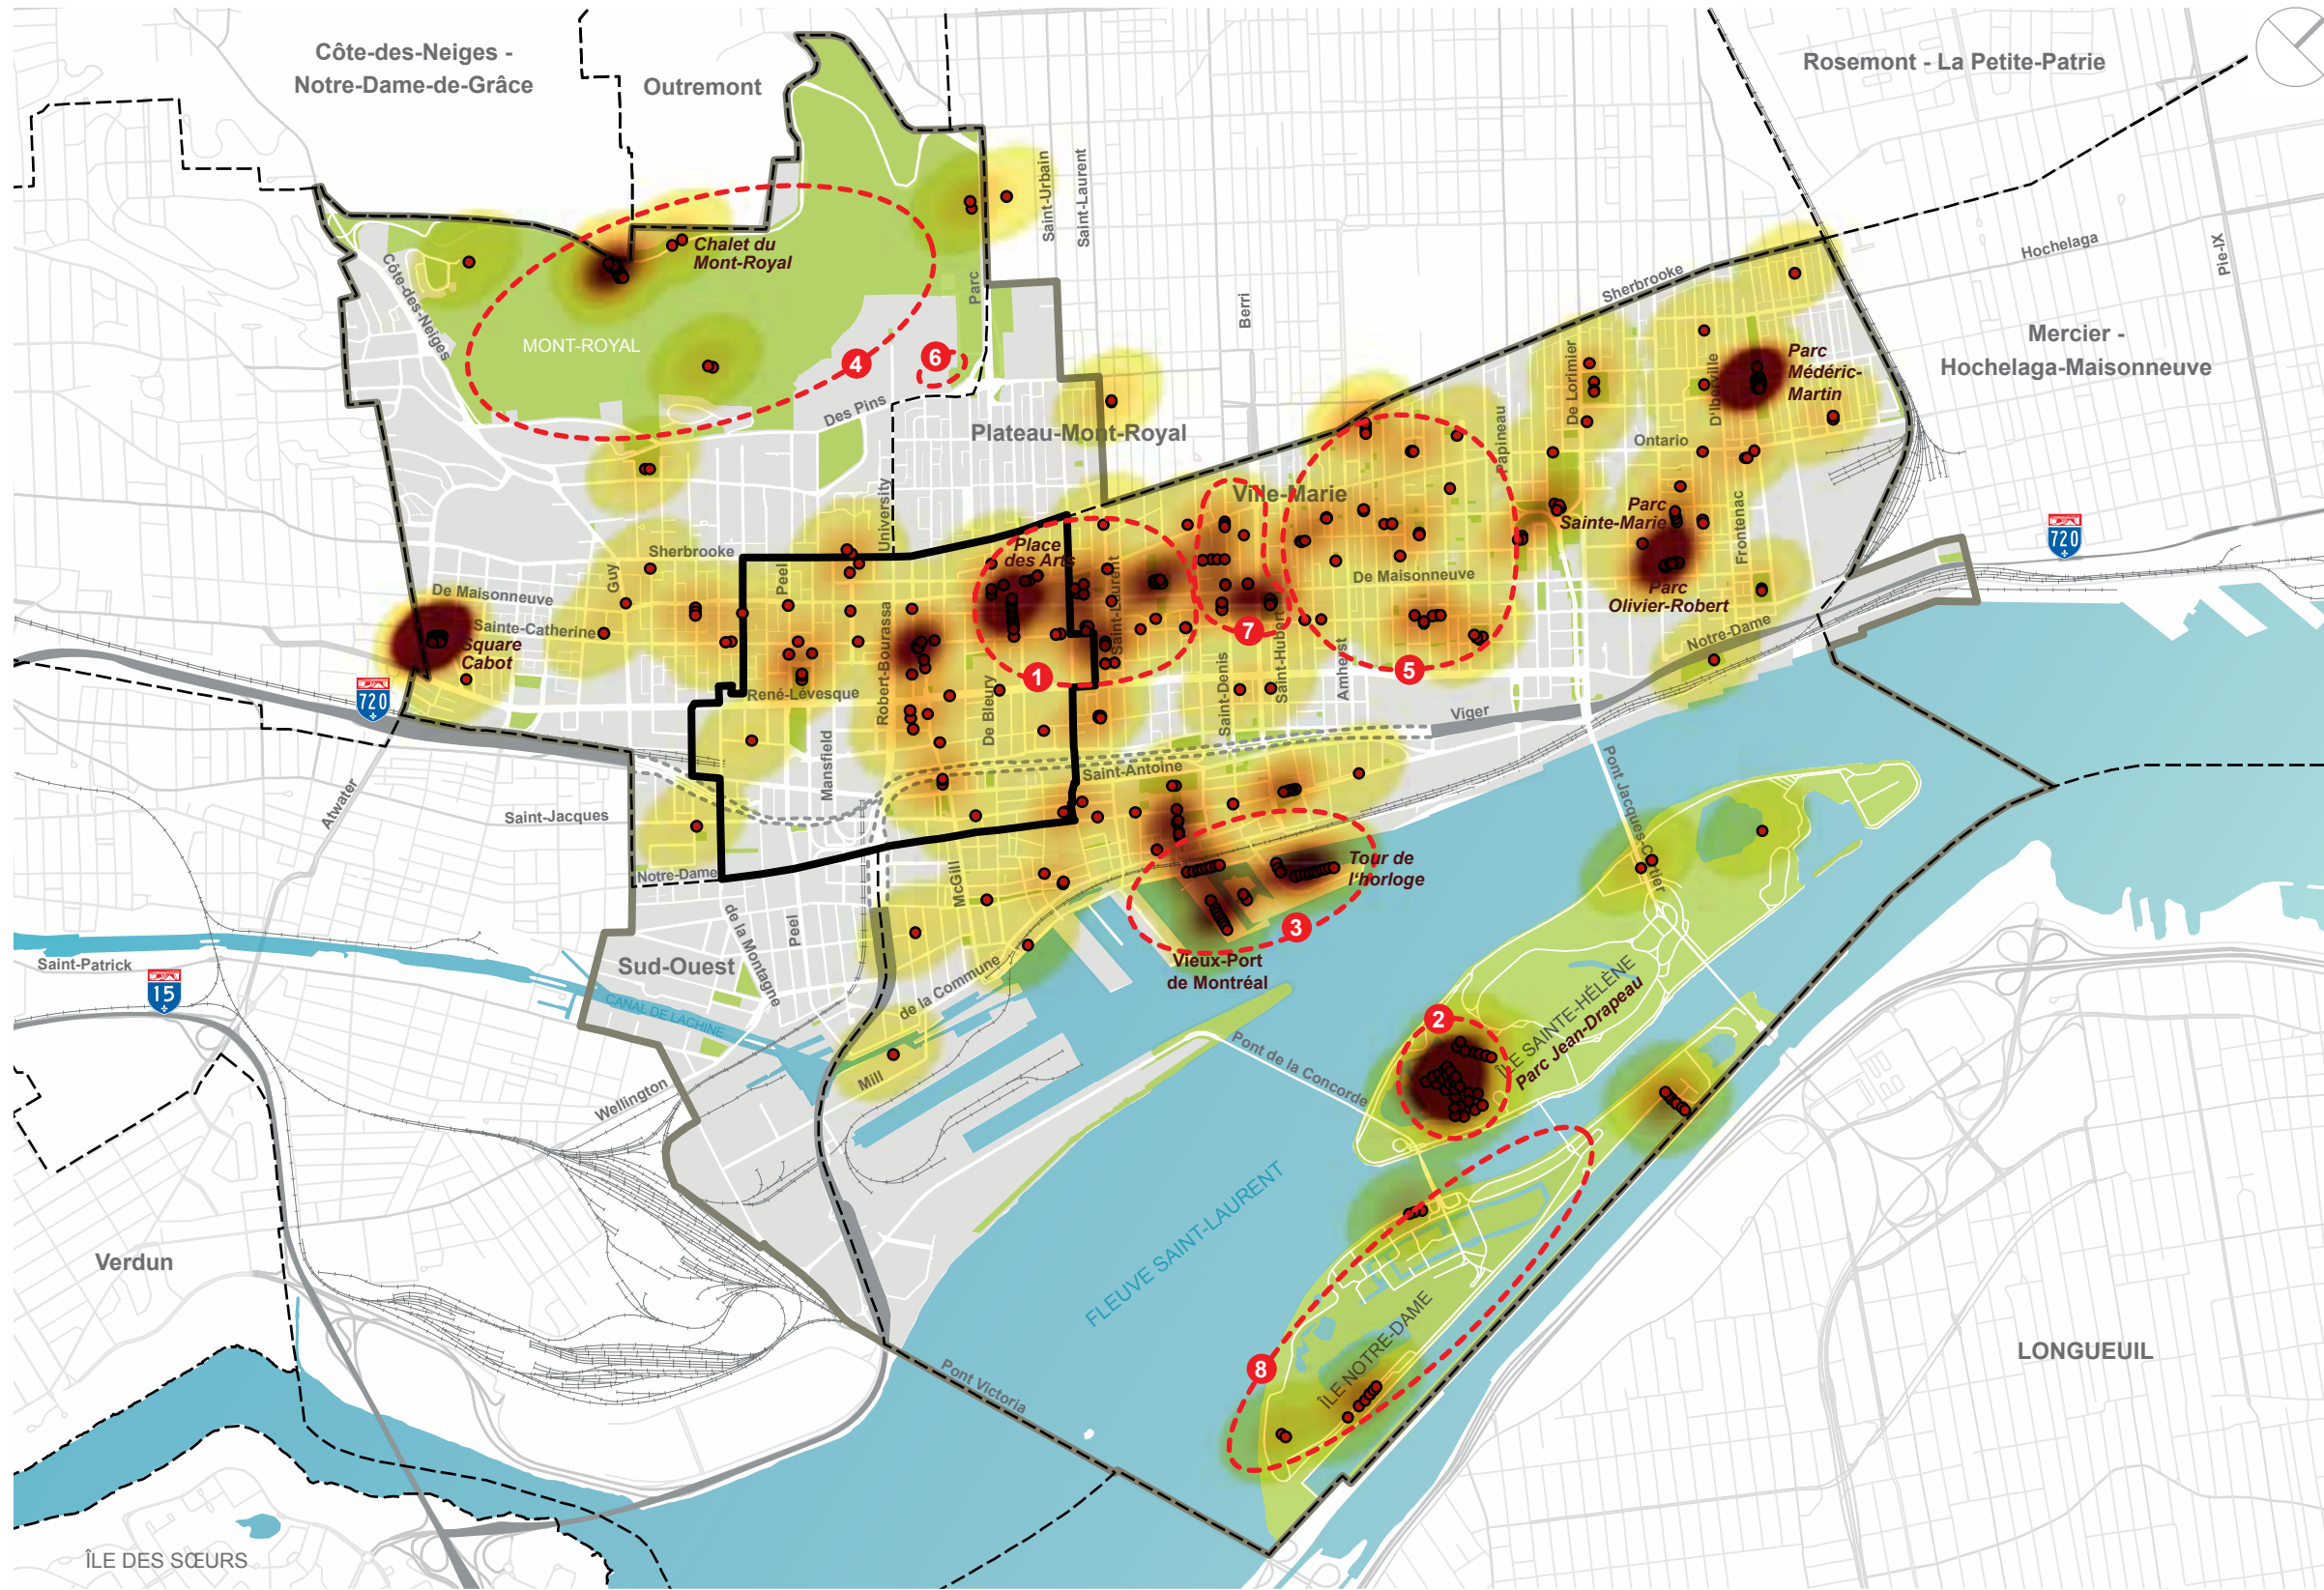 Côte-des-Neiges -
Notre-Dame-de-Grâce
Outremont
Rosemont - La Petite-Patrie
Saint-Urbain
Saint-Laurent
Chalet du
Mont-Royal
Côte-des-Neiges
MONT-ROYAL
4
6
Parc
Berri
Sherbrooke
Hochelaga
Pie-IX
Mercier -
Hochelaga-Maisonneuve
De Lorimier
D'Iberville
Parc
Médéric-
Martin
Des Pins
Plateau-Mont-Royal
Papineau
Ontario
University
Ville-Marie
Parc
Sainte-Marie
Frontenac
720
Sherbrooke
Place
des Arts
Guy
Peel
De Maisonneuve
Sainte-Catherine
Square
Cabot
Saint-Laurent
De Maisonneuve
Parc
Olivier-Robert
7
Saint-Hubert
Notre-Dame
720
René-Lévesque
Robert-Bourassa
De Bleury
1
Saint-Denis
Amherst
5
Viger
Mansfield
Saint-Antoine
Atwater
Saint-Jacques
Pont Jacques-Cartier
Notre-Dame
McGill
Tour de
l'horloge
3
de la Montagne
Peel
Sud-Ouest
Vieux-Port
de Montréal
Saint-Patrick
15
CANAL DE LACHINE
de la Commune
2
ÎLE SAINTE-HÉLÈNE
Parc Jean-Drapeau
Mill
Wellington
Pont de la Concorde
FLEUVE SAINT-LAURENT
Verdun
8
ÎLE NOTRE-DAME
LONGUEUIL
Pont Victoria
ÎLE DES SŒURS